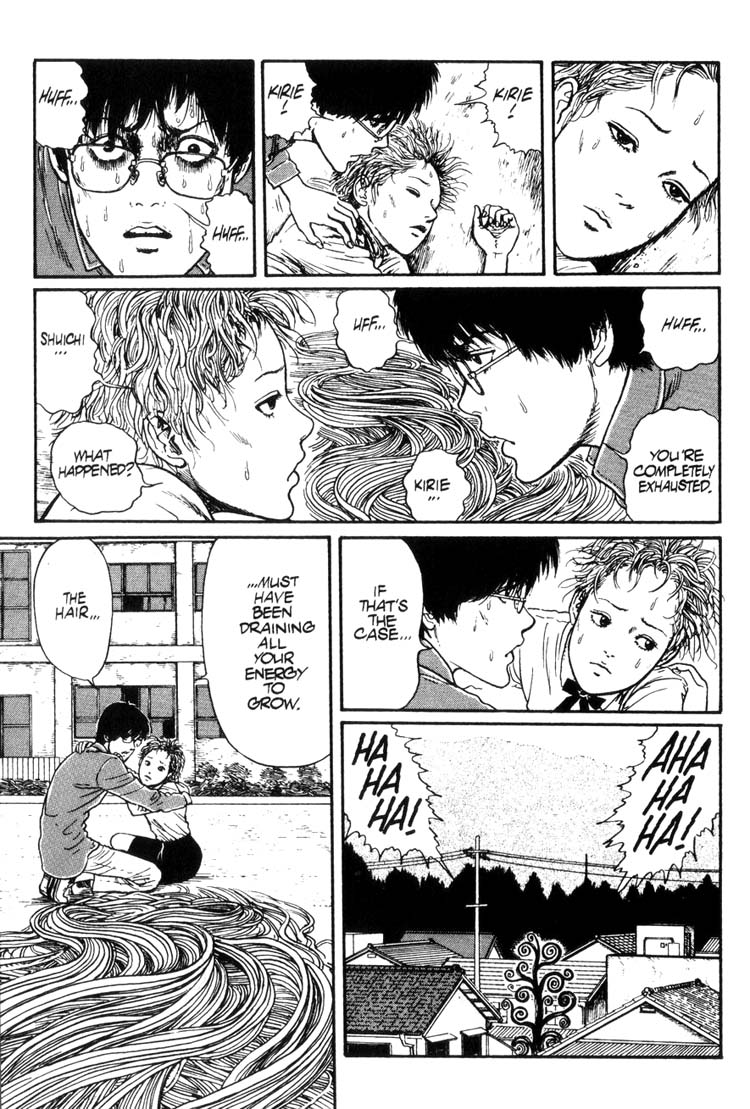 HUFF...
HUFF...
KIRIE!
KIRIE!
SHUICHI
...
WHAT
HAPPENED?
UFF...
KIRIE
...
HUFF...
YOU'RE
COMPLETELY
EXHAUSTED.
THE
HAIR...
...MUST
HAVE
BEEN
DRAINING
ALL
YOUR
ENERGY
TO
GROW.
IF
THAT'S
THE
CASE...
HA
HA
HA!
AHA
HA
HA!